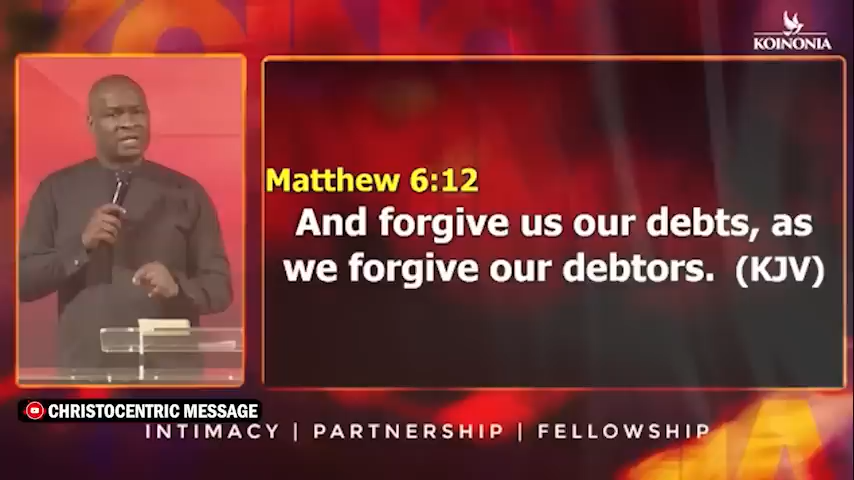 KOINONIA
Matthew 6:12
And forgive us our debts, as
we forgive our debtors. (KJV)
CHRISTOCENTRIC MESSAGE
INTIMACY | PARTNERSHIP | FELLOWSHIP